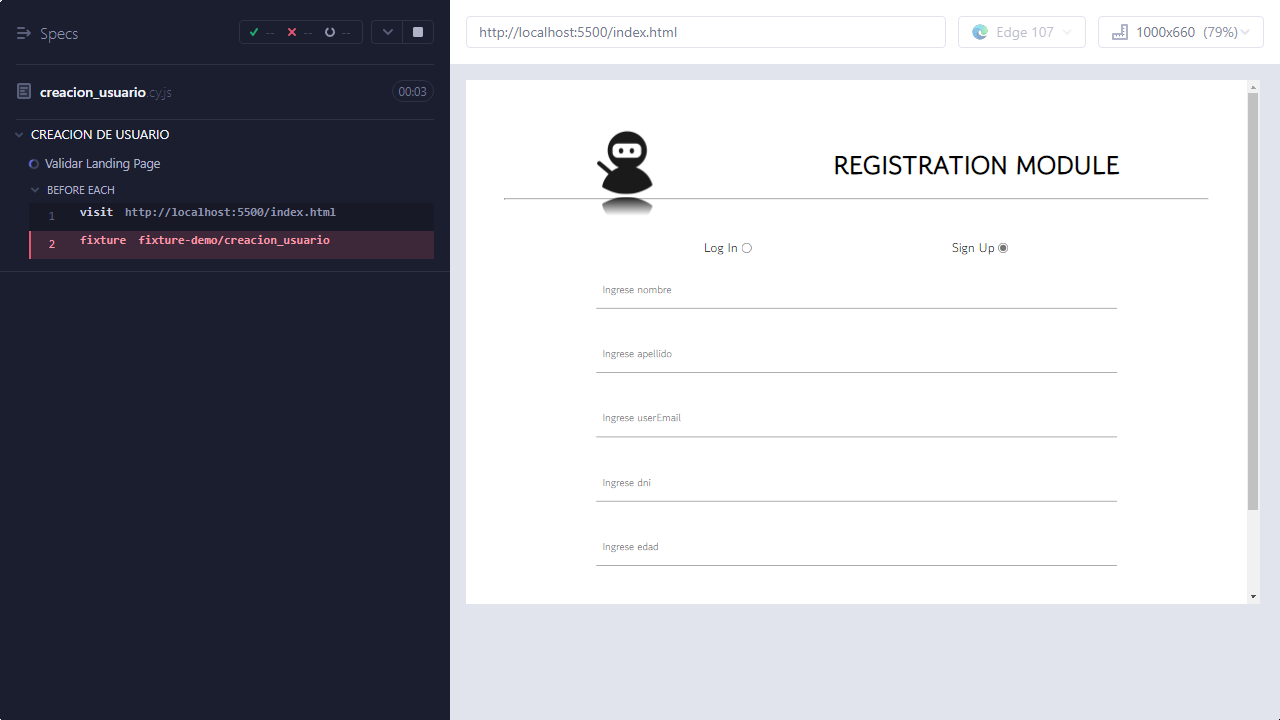 Specs
-- -- --
creacion_usuario.cy.js 00:03
CREACION DE USUARIO
Validar Landing Page
BEFORE EACH
1 visit http://localhost:5500/index.html
2 fixture fixture-demo/creacion_usuario
http://localhost:5500/index.html
Edge 107
1000x660 (79%)
REGISTRATION MODULE
Log In
Sign Up
Ingrese nombre
Ingrese apellido
Ingrese userEmail
Ingrese dni
Ingrese edad